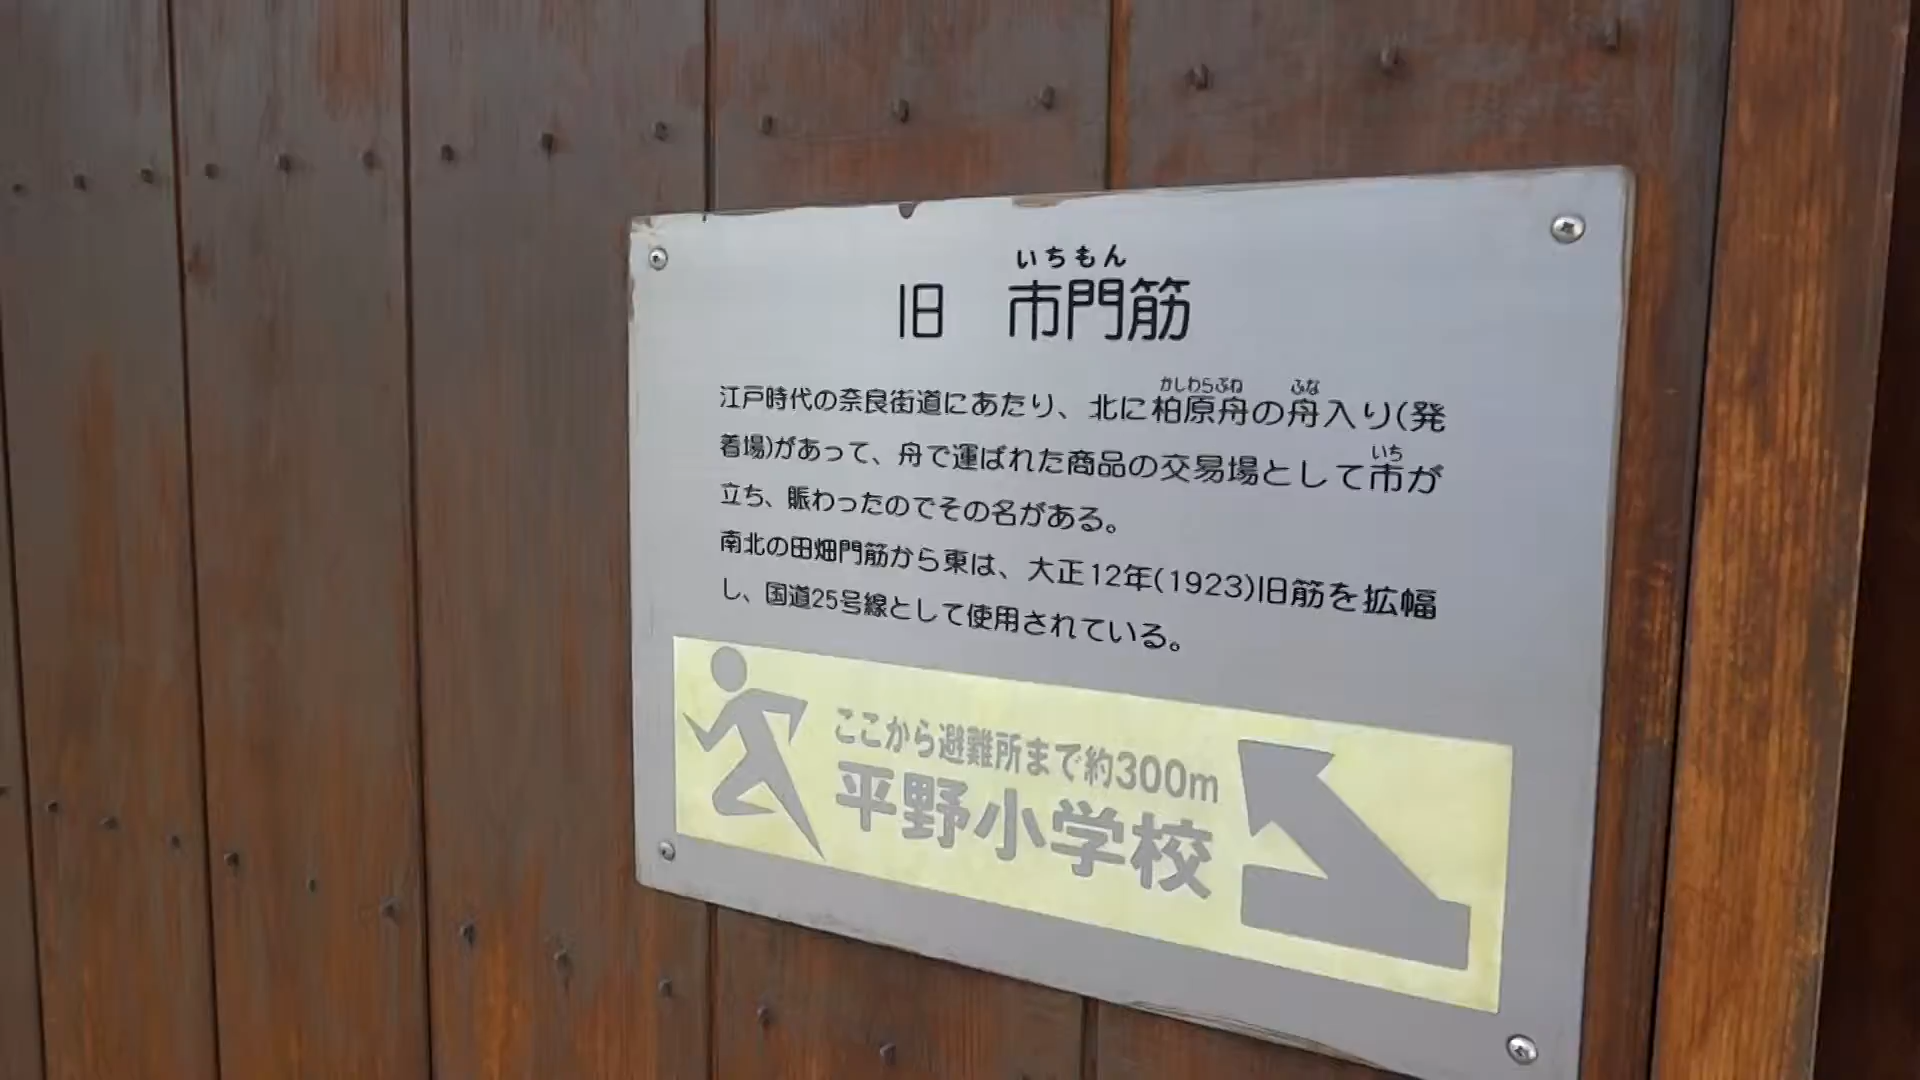 いちもん
旧 市門筋
かしわらぶね ふな
江戸時代の奈良街道にあたり、北に柏原舟の舟入り(発
いち
着場)があって、舟で運ばれた商品の交易場として市が
立ち、賑わったのでその名がある。
南北の田畑門筋から東は、大正12年(1923)旧筋を拡幅
し、国道25号線として使用されている。
ここから避難所まで約300m
平野小学校